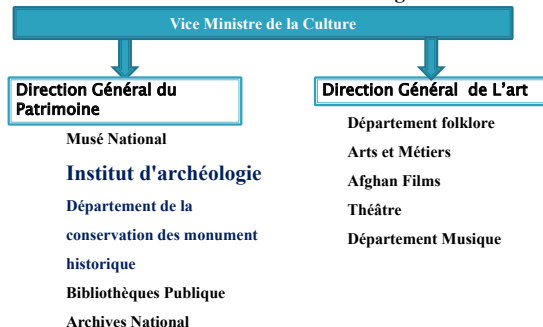 Vice Ministre de la Culture
Direction Général du
Patrimoine
Musé National
Institut d'archéologie
Département de la
conservation des monument
historique
Bibliothèques Publique
Archives National
Direction Général de L'art
Département folklore
Arts et Métiers
Afghan Films
Théâtre
Département Musique